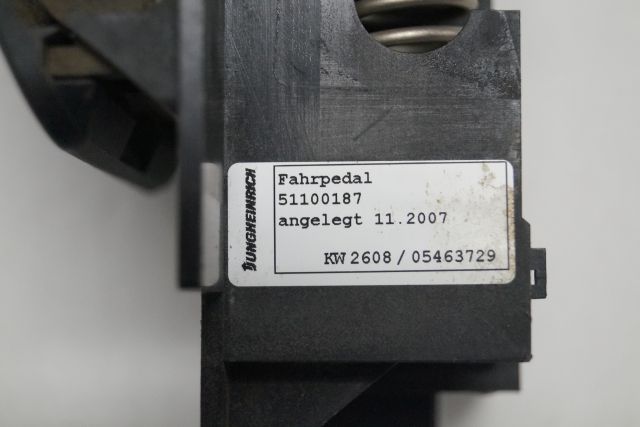 JUNGHEINRICH
Fahrpedal
51100187
angelegt 11.2007
KW 2608 / 05463729